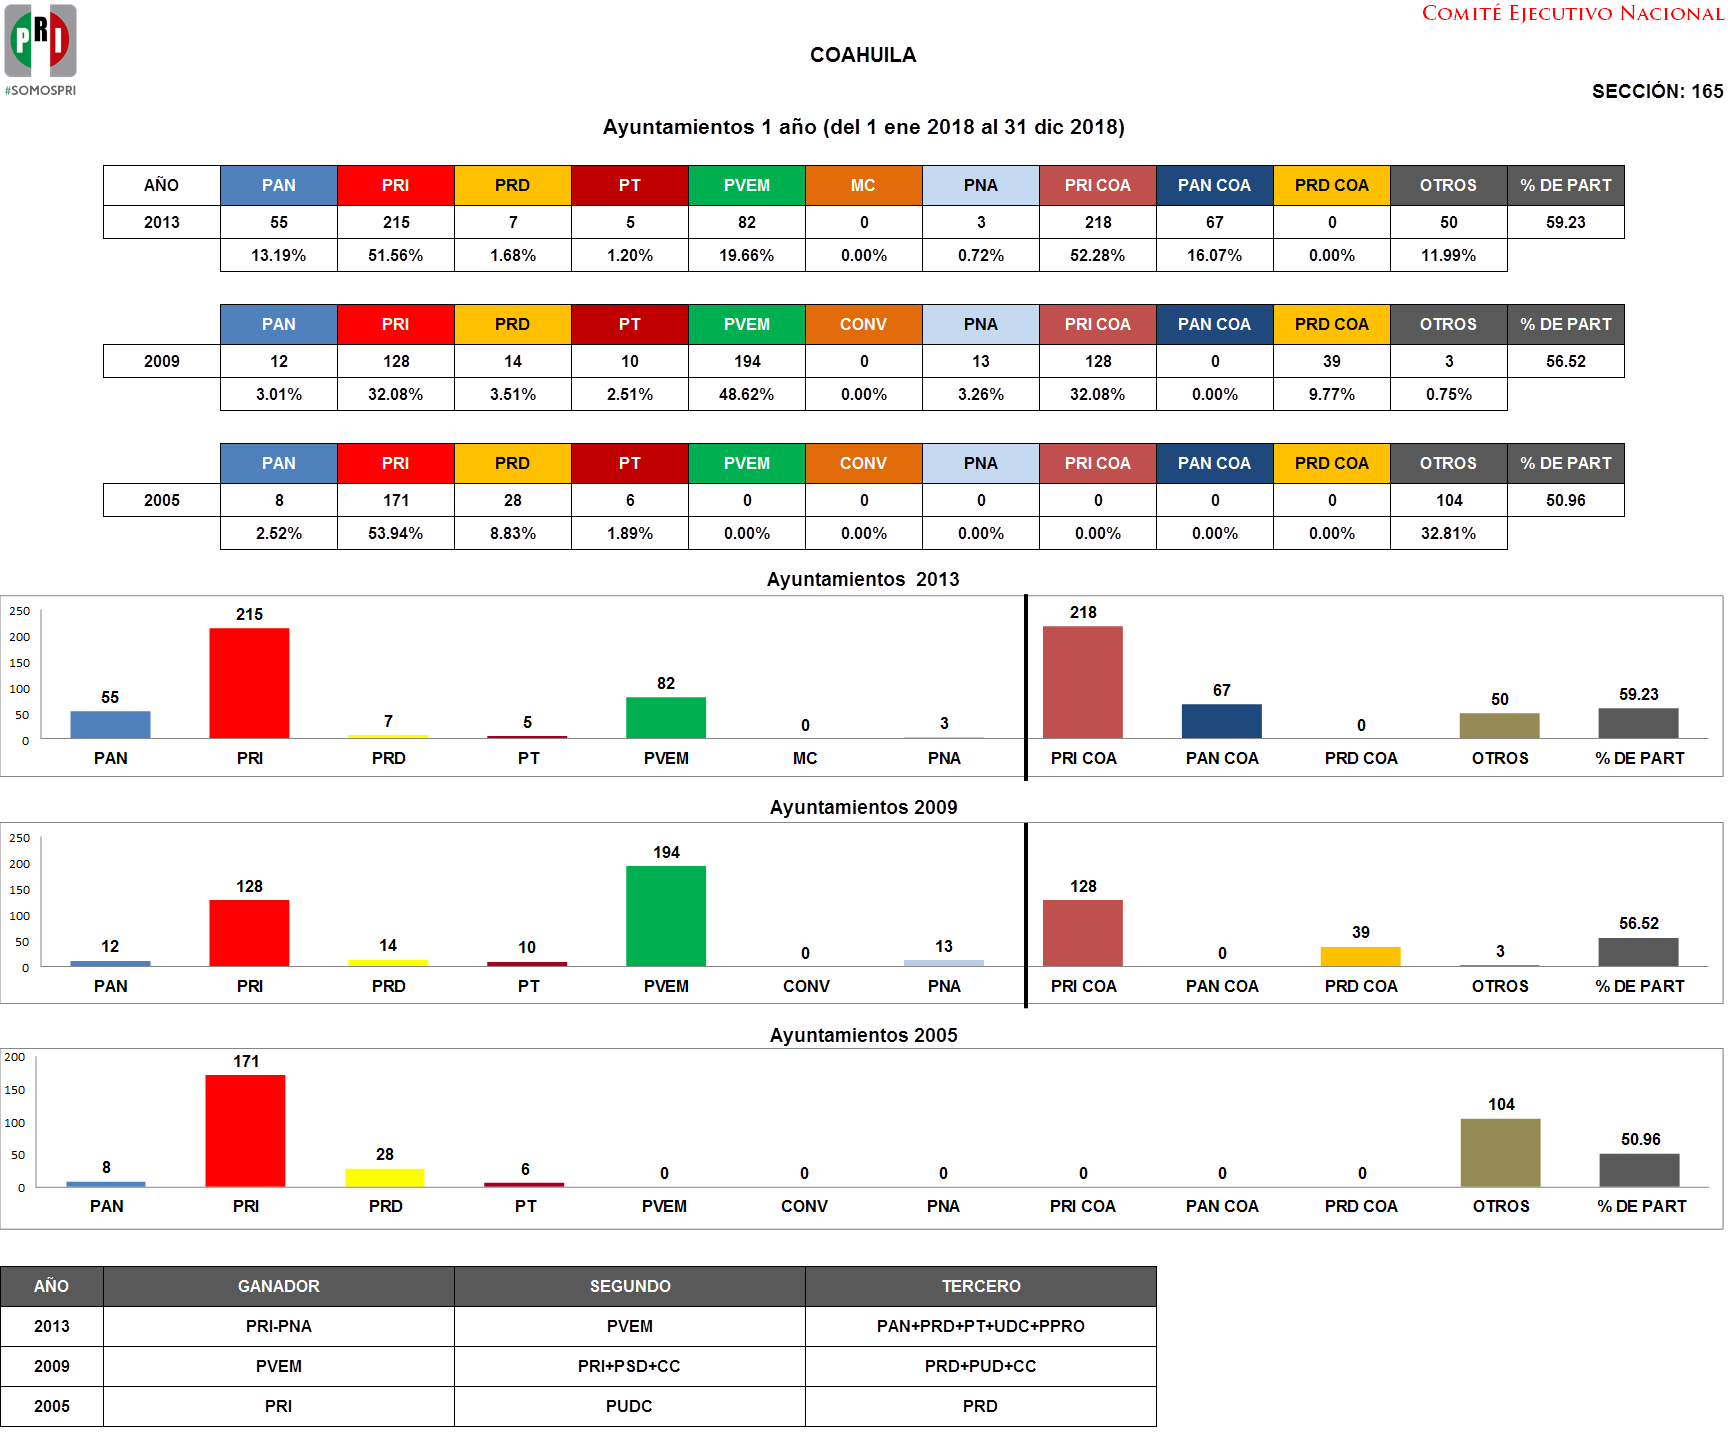 PRI
#SOMOSPRI
COMITÉ EJECUTIVO NACIONAL
COAHUILA
SECCIÓN: 165
Ayuntamientos 1 año (del 1 ene 2018 al 31 dic 2018)
AÑO PAN PRI PRD PT PVEM MC PNA PRI COA PAN COA PRD COA OTROS % DE PART
2013 55 215 7 5 82 0 3 218 67 0 50 59.23
13.19% 51.56% 1.68% 1.20% 19.66% 0.00% 0.72% 52.28% 16.07% 0.00% 11.99%
PAN PRI PRD PT PVEM CONV PNA PRI COA PAN COA PRD COA OTROS % DE PART
2009 12 128 14 10 194 0 13 128 0 39 3 56.52
3.01% 32.08% 3.51% 2.51% 48.62% 0.00% 3.26% 32.08% 0.00% 9.77% 0.75%
PAN PRI PRD PT PVEM CONV PNA PRI COA PAN COA PRD COA OTROS % DE PART
2005 8 171 28 6 0 0 0 0 0 0 104 50.96
2.52% 53.94% 8.83% 1.89% 0.00% 0.00% 0.00% 0.00% 0.00% 0.00% 32.81%
Ayuntamientos 2013
250
200
150
100
50
0
55 215 7 5 82 0 3 218 67 0 50 59.23
PAN PRI PRD PT PVEM MC PNA PRI COA PAN COA PRD COA OTROS % DE PART
Ayuntamientos 2009
250
200
150
100
50
0
12 128 14 10 194 0 13 128 0 39 3 56.52
PAN PRI PRD PT PVEM CONV PNA PRI COA PAN COA PRD COA OTROS % DE PART
Ayuntamientos 2005
200
150
100
50
0
8 171 28 6 0 0 0 0 0 0 104 50.96
PAN PRI PRD PT PVEM CONV PNA PRI COA PAN COA PRD COA OTROS % DE PART
AÑO GANADOR SEGUNDO TERCERO
2013 PRI-PNA PVEM PAN+PRD+PT+UDC+PPRO
2009 PVEM PRI+PSD+CC PRD+PUD+CC
2005 PRI PUDC PRD